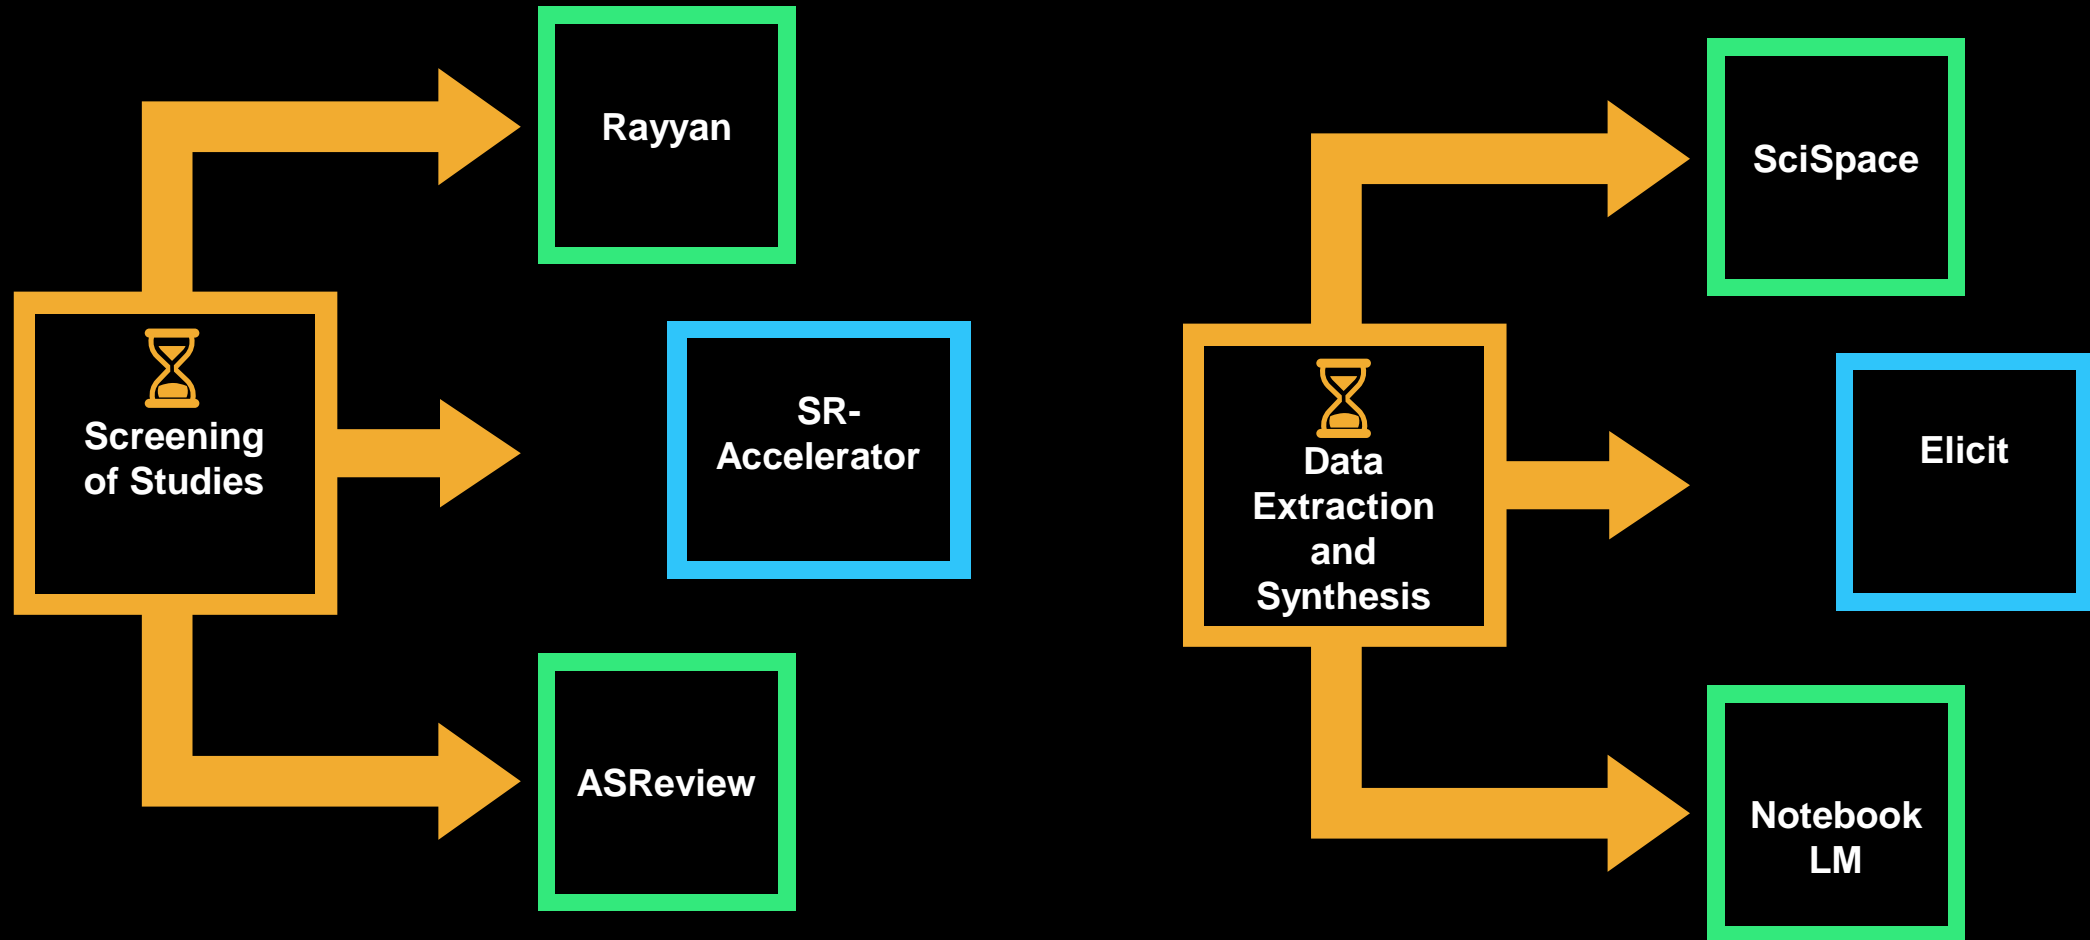 Rayyan
Screening
of Studies
SR-
Accelerator
ASReview
SciSpace
Data
Extraction
and
Synthesis
Elicit
Notebook
LM